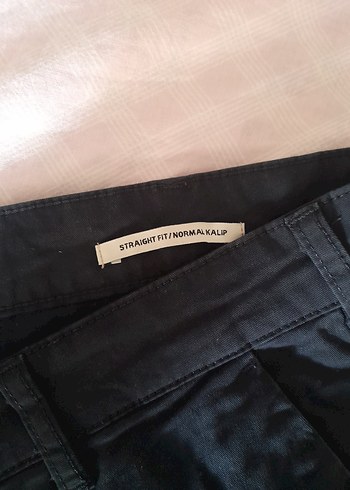 STRAIGHT FIT / NORMAL KALIP